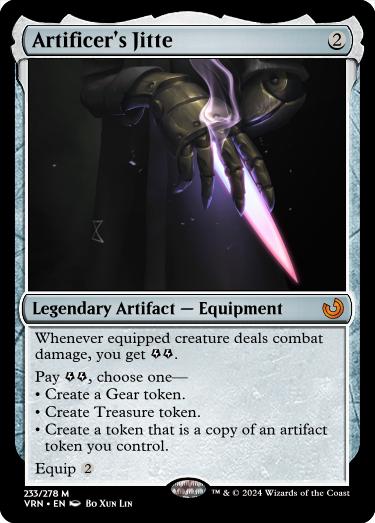 Artificer's Jitte 2
Legendary Artifact — Equipment
Whenever equipped creature deals combat
damage, you get .
Pay , choose one—
• Create a Gear token.
• Create Treasure token.
• Create a token that is a copy of an artifact
token you control.
Equip 2
233/278 M
VRN • EN Bo Xun Lin
™ & © 2024 Wizards of the Coast